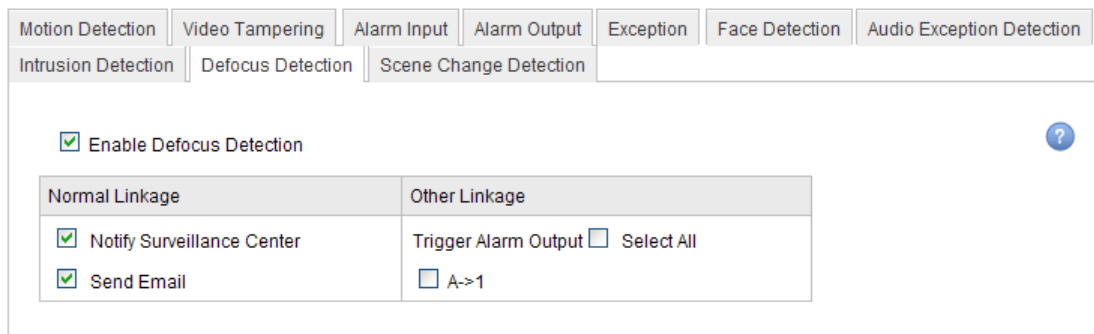 Motion Detection Video Tampering Alarm Input Alarm Output Exception Face Detection Audio Exception Detection
Intrusion Detection Defocus Detection Scene Change Detection
Enable Defocus Detection
?
Normal Linkage Other Linkage
Notify Surveillance Center Trigger Alarm Output Select All
Send Email A->1